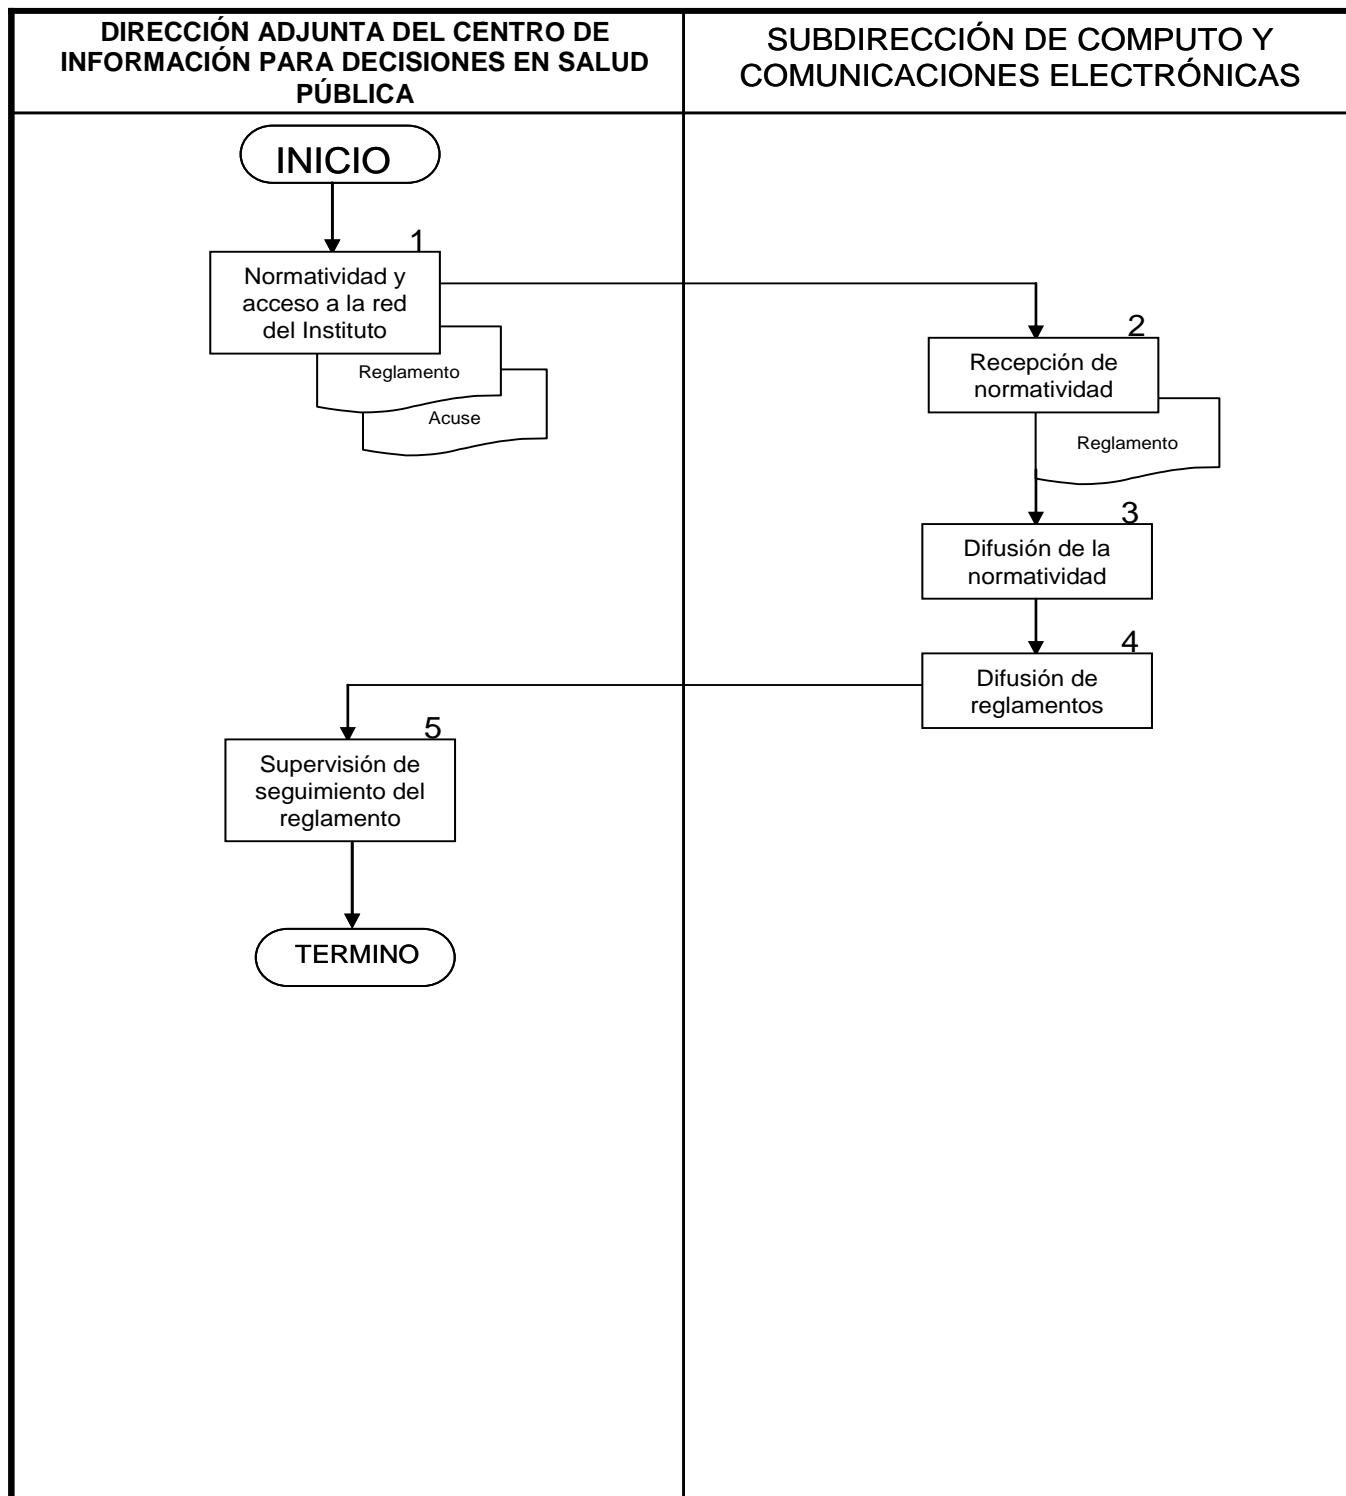 DIRECCIÓN ADJUNTA DEL CENTRO DE
INFORMACIÓN PARA DECISIONES EN SALUD
PÚBLICA
SUBDIRECCIÓN DE COMPUTO Y
COMUNICACIONES ELECTRÓNICAS
INICIO
1
Normatividad y
acceso a la red
del Instituto
Reglamento
Acuse
2
Recepción de
normatividad
Reglamento
3
Difusión de la
normatividad
4
Difusión de
reglamentos
5
Supervisión de
seguimiento del
reglamento
TERMINO